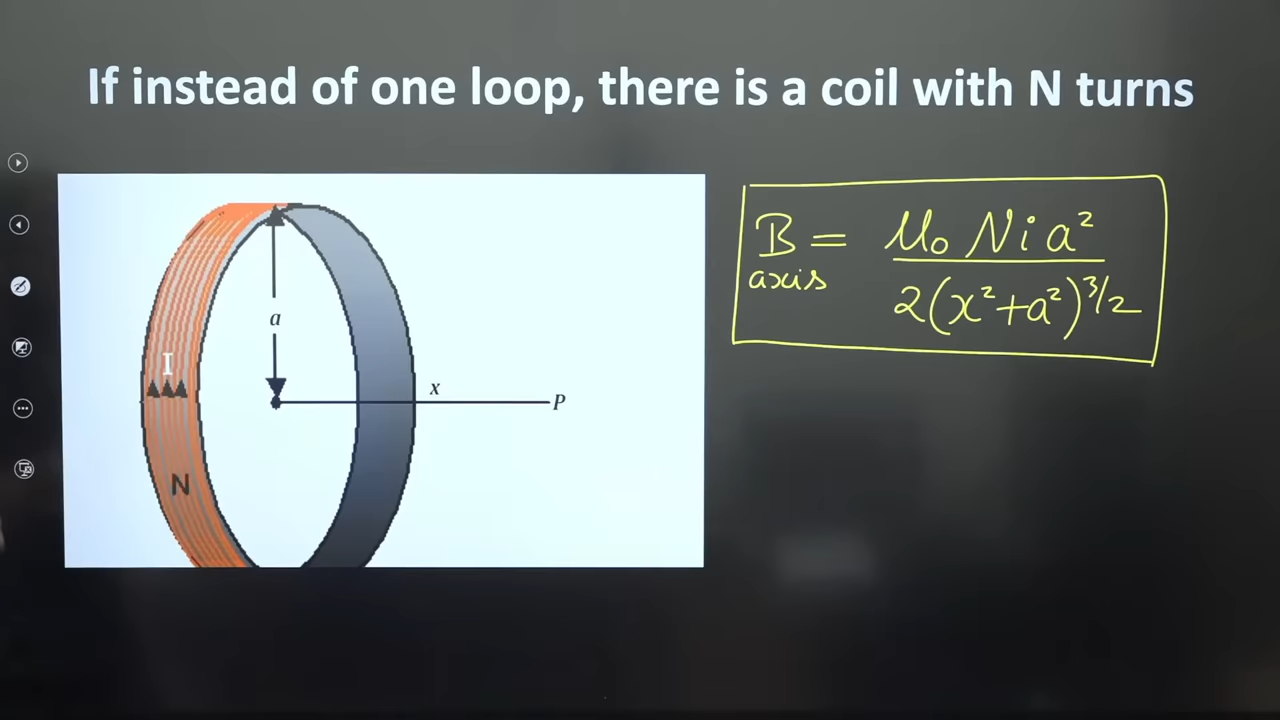 If instead of one loop, there is a coil with N turns
a
I
x
P
N
B axis = μ₀ N i a² / 2(x² + a²)^3/2